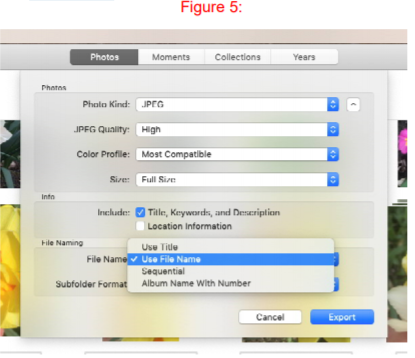 Figure 5:
Photos Moments Collections Years
Photos
Photo Kind: JPEG
JPEG Quality: High
Color Profile: Most Compatible
Size: Full Size
Info
Include: Title, Keywords, and Description
Location Information
File Naming
Use Title
File Name: Use File Name
Sequential
Subfolder Format: Album Name With Number
Cancel Export